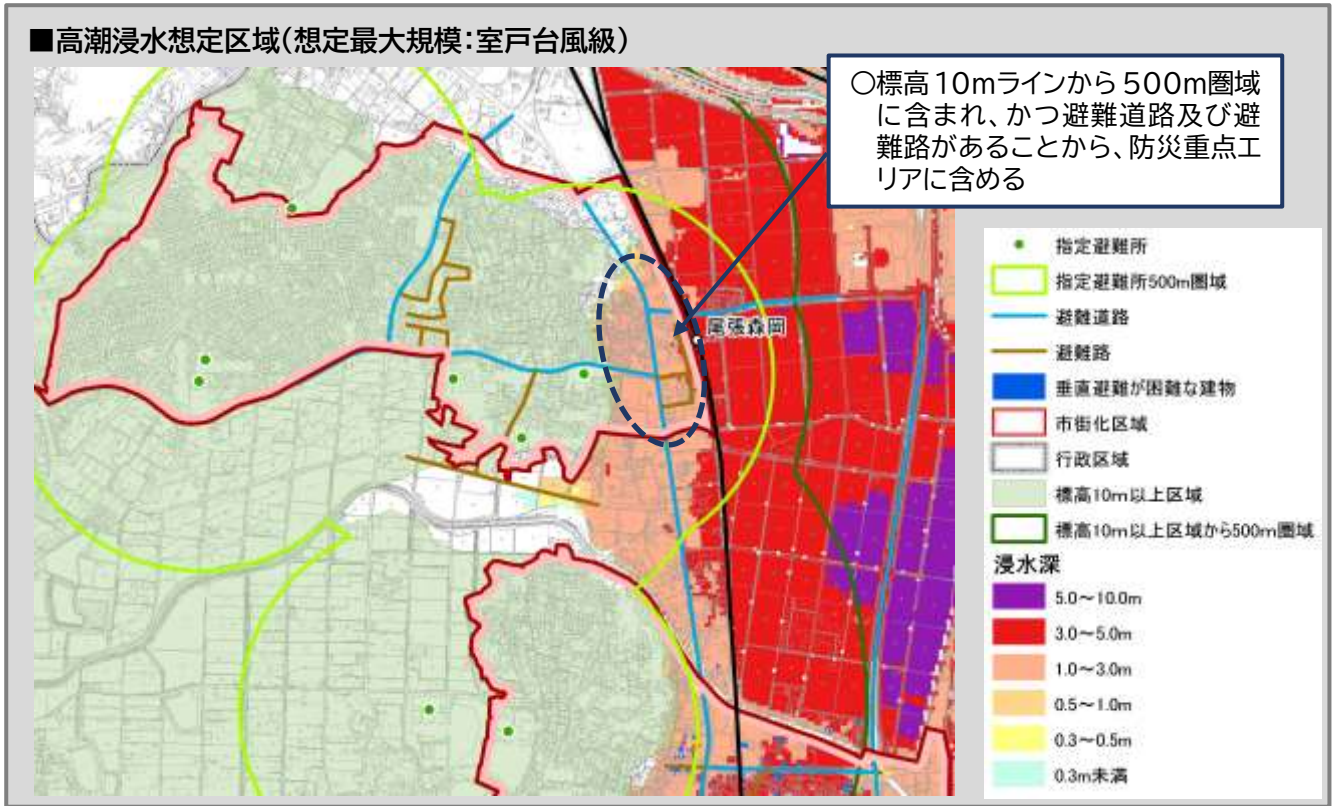 ■高潮浸水想定区域(想定最大規模:室戸台風級)
○標高10mラインから500m圏域
に含まれ、かつ避難道路及び避
難路があることから、防災重点エ
リアに含める
尾張森岡
指定避難所
指定避難所500m圏域
避難道路
避難路
垂直避難が困難な建物
市街化区域
行政区域
標高10m以上区域
標高10m以上区域から500m圏域
浸水深
5.0~10.0m
3.0~5.0m
1.0~3.0m
0.5~1.0m
0.3~0.5m
0.3m未満